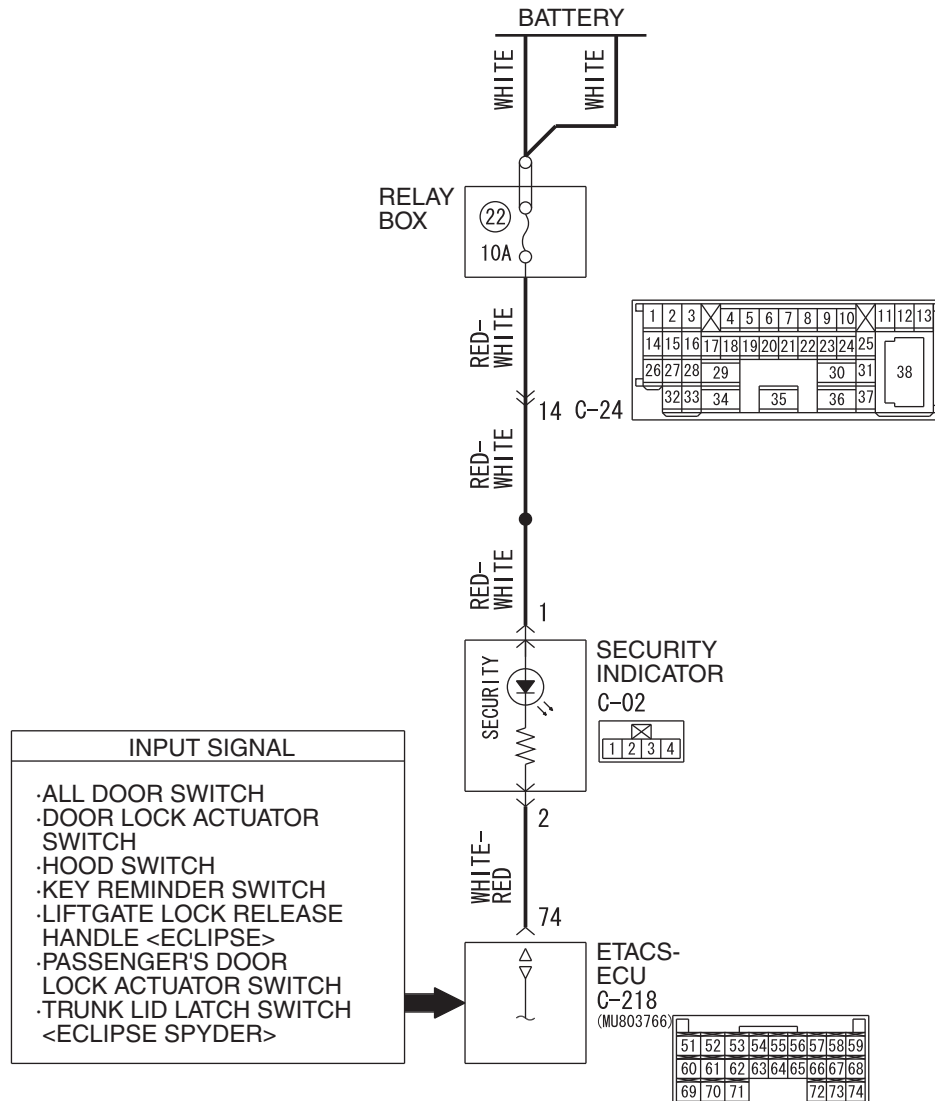 BATTERY
WHITE
WHITE
RELAY
BOX
22
10A
RED-
WHITE
1 2 3 4 5 6 7 8 9 10 11 12 13
14 15 16 17 18 19 20 21 22 23 24 25
26 27 28 29 30 31 38
32 33 34 35 36 37
14 C-24
RED-
WHITE
RED-
WHITE
1
SECURITY
SECURITY
INDICATOR
C-02
1 2 3 4
2
WHITE-
RED
74
INPUT SIGNAL
·ALL DOOR SWITCH
·DOOR LOCK ACTUATOR
SWITCH
·HOOD SWITCH
·KEY REMINDER SWITCH
·LIFTGATE LOCK RELEASE
HANDLE <ECLIPSE>
·PASSENGER'S DOOR
LOCK ACTUATOR SWITCH
·TRUNK LID LATCH SWITCH
<ECLIPSE SPYDER>
ETACS-
ECU
C-218
(MU803766)
51 52 53 54 55 56 57 58 59
60 61 62 63 64 65 66 67 68
69 70 71 72 73 74